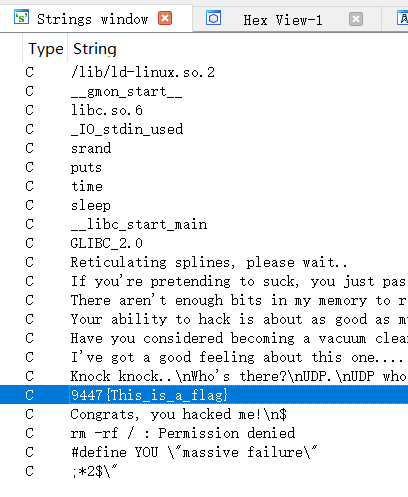 Strings window
Hex View-1
Type String
C /lib/ld-linux.so.2
C __gmon_start__
C libc.so.6
C _IO_stdin_used
C srand
C puts
C time
C sleep
C __libc_start_main
C GLIBC_2.0
C Reticulating splines, please wait..
C If you're pretending to suck, you just pas
C There aren't enough bits in my memory to r
C Your ability to hack is about as good as m
C Have you considered becoming a vacuum clea
C I've got a good feeling about this one....
C Knock knock..\nWho's there?\nUDP.\nUDP who
C 9447{This_is_a_flag}
C Congrats, you hacked me!\n$
C rm -rf / : Permission denied
C #define YOU \"massive failure\"
C ;*2$\"